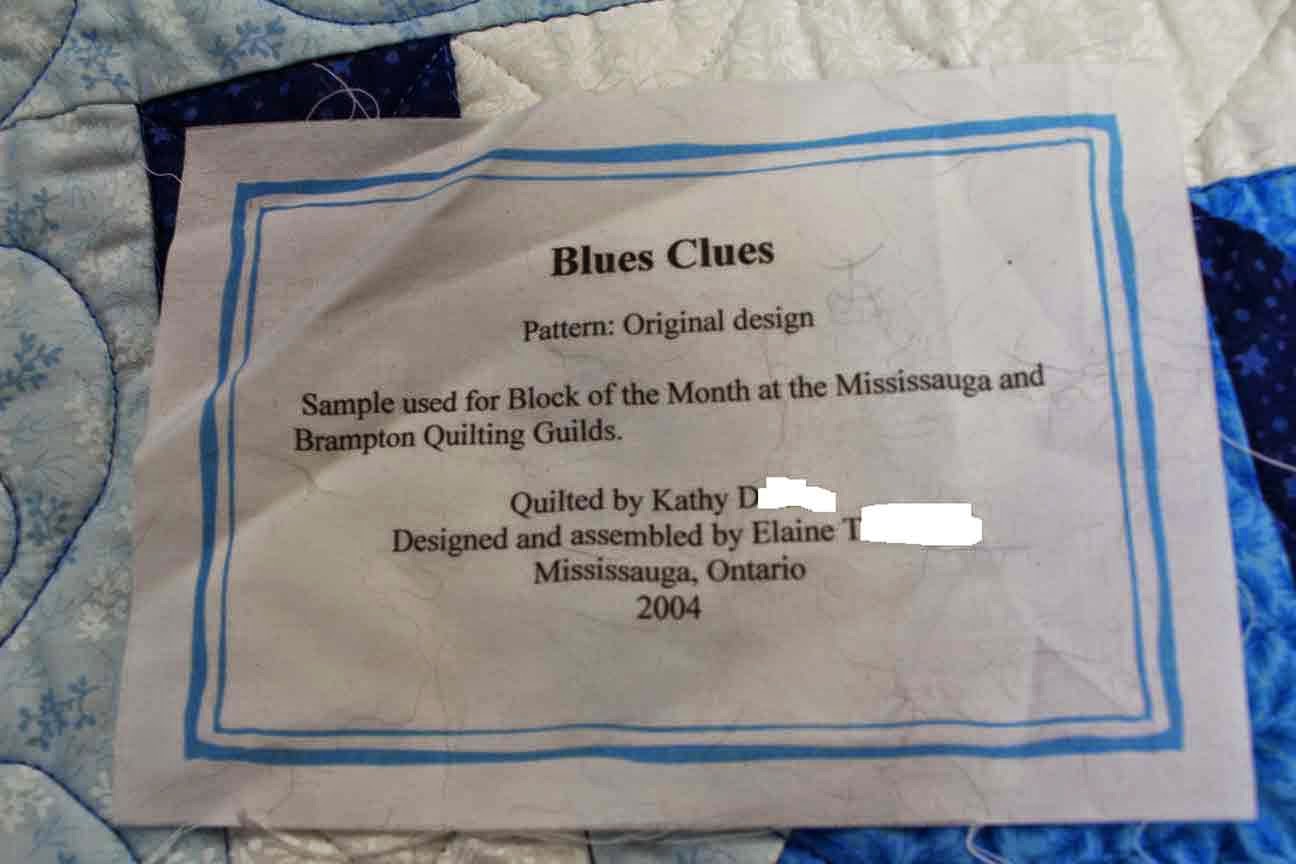 Blues Clues
Pattern: Original design
Sample used for Block of the Month at the Mississauga and
Brampton Quilting Guilds.
Quilted by Kathy D
Designed and assembled by Elaine T
Mississauga, Ontario
2004